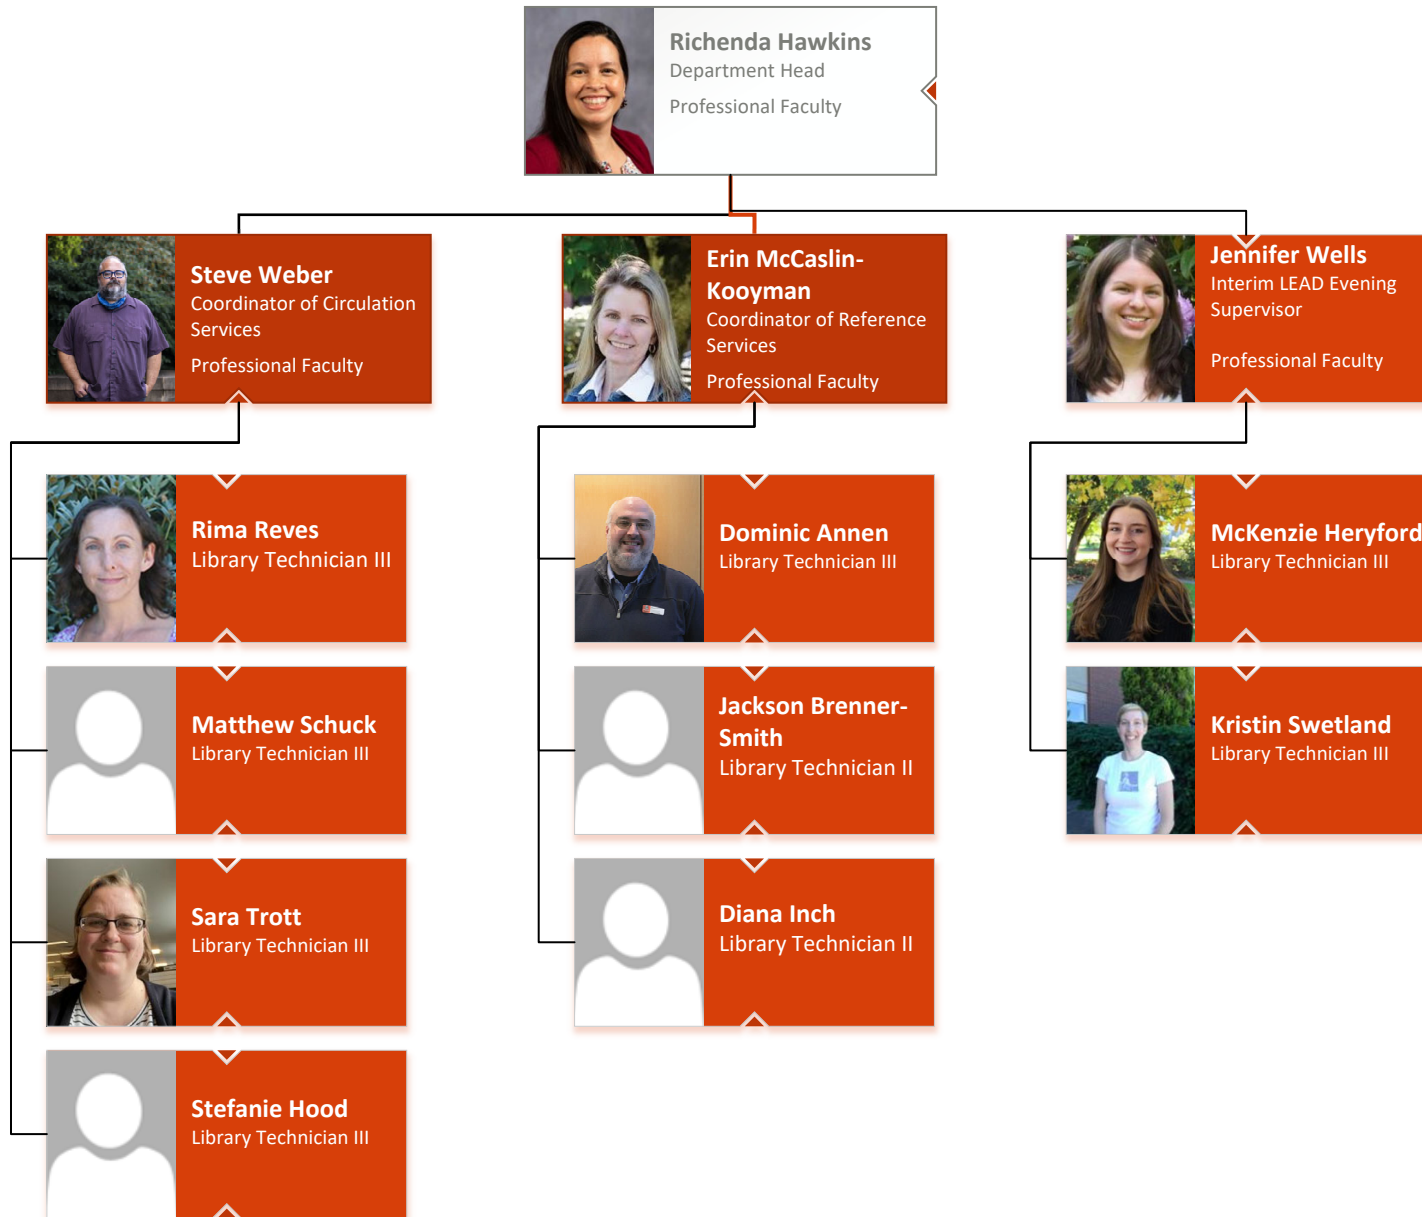 Richenda Hawkins
Department Head
Professional Faculty
Steve Weber
Coordinator of Circulation
Services
Professional Faculty
Erin McCaslin-
Kooyman
Coordinator of Reference
Services
Professional Faculty
Jennifer Wells
Interim LEAD Evening
Supervisor
Professional Faculty
Rima Reves
Library Technician III
Matthew Schuck
Library Technician III
Sara Trott
Library Technician III
Stefanie Hood
Library Technician III
Dominic Annen
Library Technician III
Jackson Brenner-
Smith
Library Technician II
Diana Inch
Library Technician II
McKenzie Heryford
Library Technician III
Kristin Swetland
Library Technician III